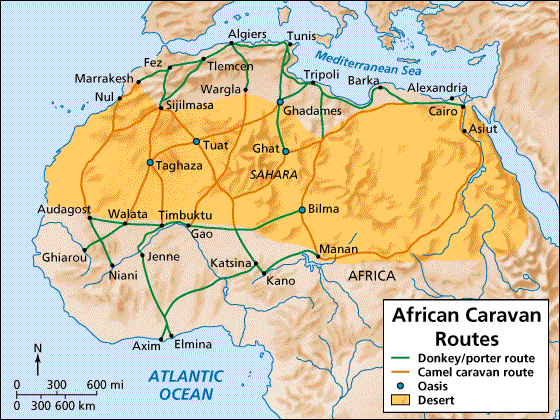 Algiers
Tunis
Mediterranean Sea
Fez
Tlemcen
Marrakesh
Nul
Sijilmasa
Wargla
Tripoli
Barka
Alexandria
Cairo
Asiut
Ghadames
Tuat
Ghat
Taghaza
SAHARA
Audagost
Walata
Timbuktu
Gao
Bilma
Ghiarou
Niani
Jenne
Katsina
Kano
Manan
AFRICA
Axim
Elmina
ATLANTIC
OCEAN
N
0 300 600 mi
0 300 600 km
African Caravan
Routes
Donkey/porter route
Camel caravan route
Oasis
Desert